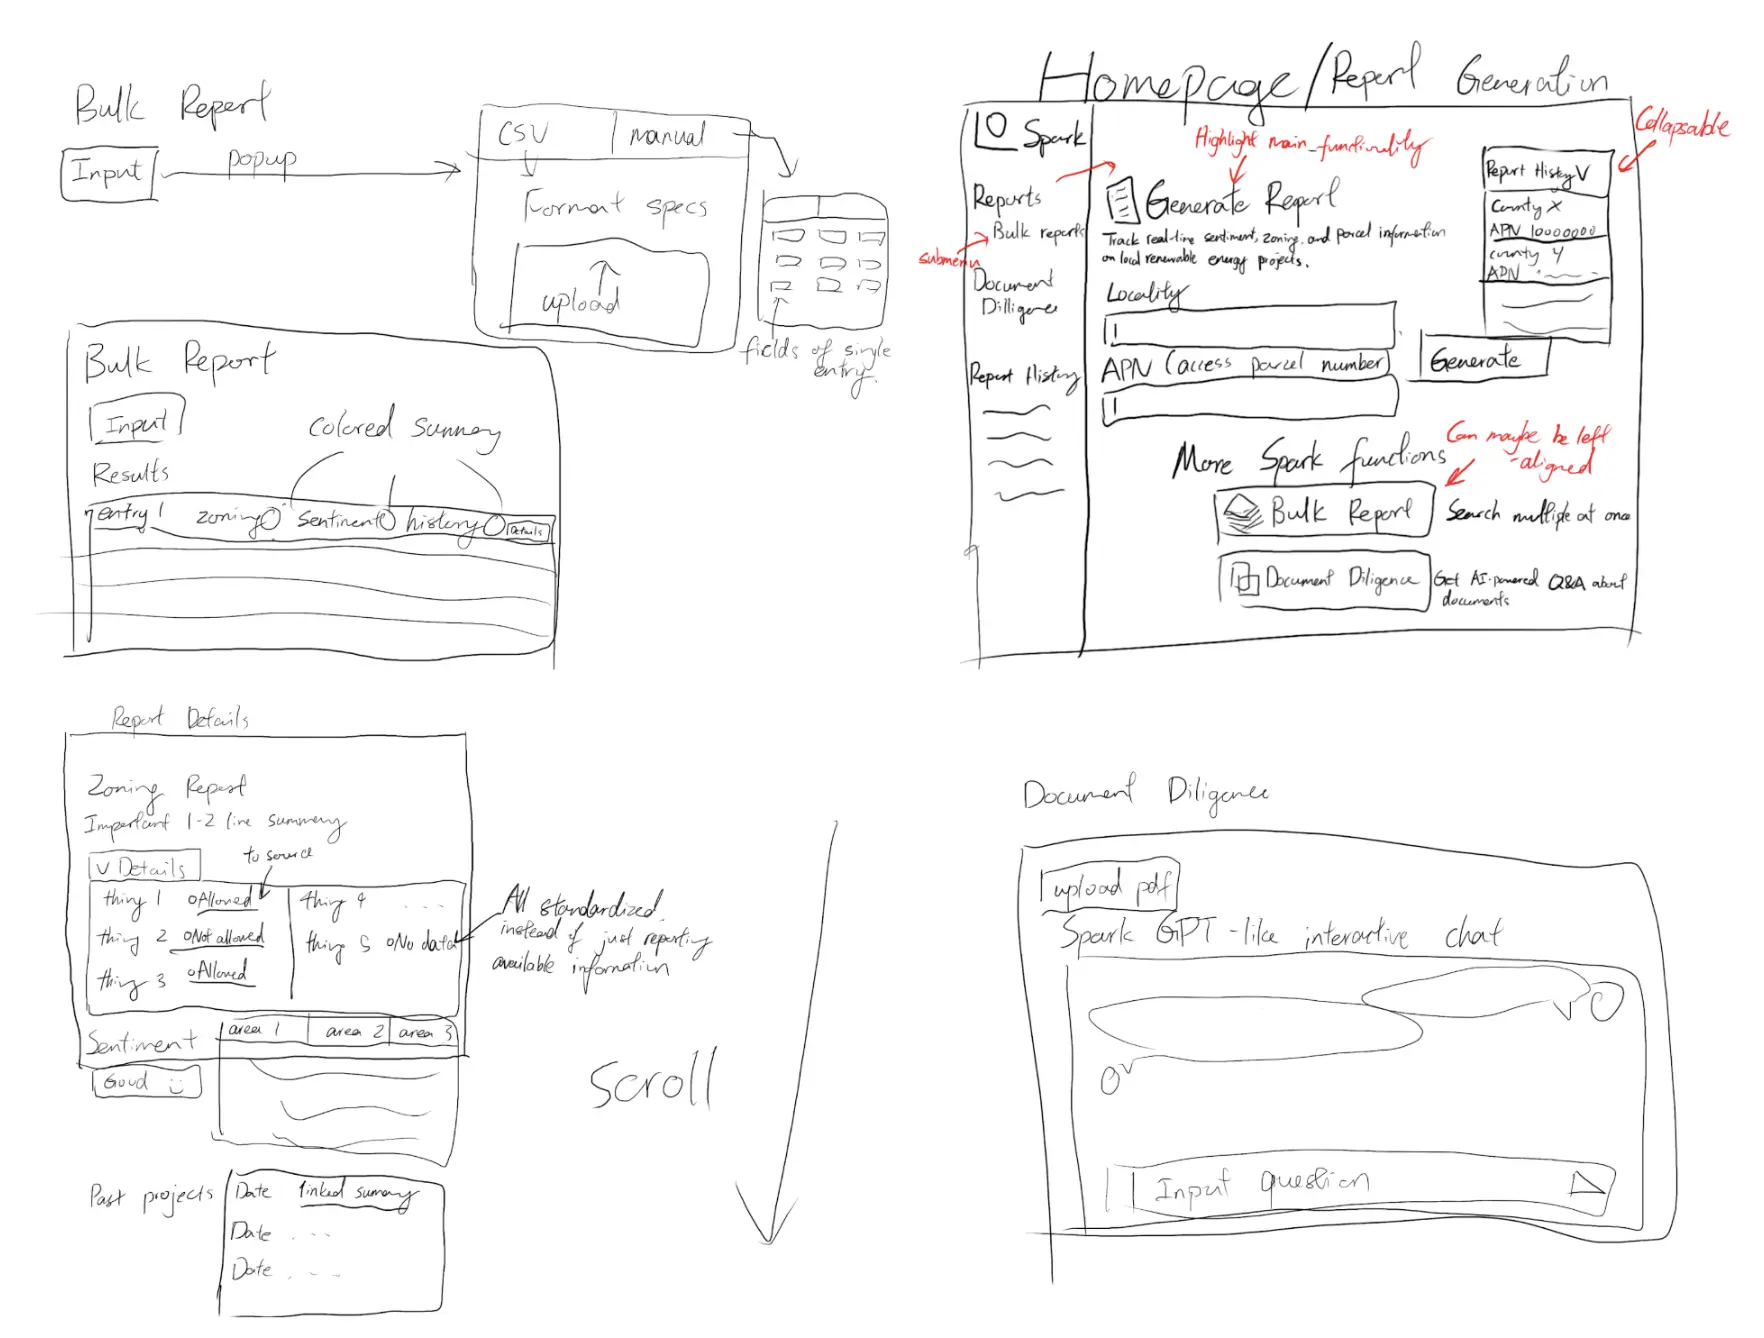 Bulk Report
Input
popup
CSV
manual
Format specs
upload
fields of single
entry.
Bulk Report
Input
Colored summay
Results
entry 1 zoning sentiment history Details
Homepage/Report Generation
Spark
Reports
Bulk reports
submenu
Document
Dilligence
Report History
Highlight main functionality
Generate Report
Track real-time sentiment, zoning, and parcel information
on local renewable energy projects.
Locality
APN (access parcel number)
Generate
Collapsable
Report History V
County X
APN 10000000
County Y
APN
More Spark functions
Can maybe be left
-aligned
Bulk Report
Search multiple at once
Document Diligence
Get AI-powered Q&A about
documents
Report Details
Zoning Report
Important 1-2 line summary
V Details
to source
thing 1 Allowed
thing 2 Not allowed
thing 3 Allowed
thing 4 ...
thing 5 No data
All standardized
instead of just reporting
available information
Sentiment
Good :)
area 1 area 2 area 3
Past projects
Date linked summary
Date ...
Date ...
scroll
Document Diligence
upload pdf
Spark GPT-like interactive chat
Input question